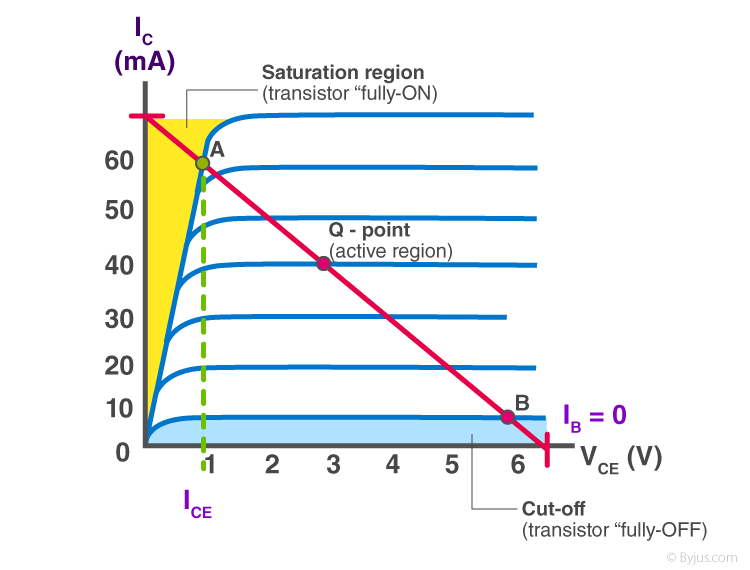 IC
(mA)
Saturation region
(transistor “fully-ON)
A
60
50
Q - point
(active region)
40
30
20
10
B
IB = 0
0
1 2 3 4 5 6
VCE (V)
ICE
Cut-off
(transistor “fully-OFF)
© Byjus.com